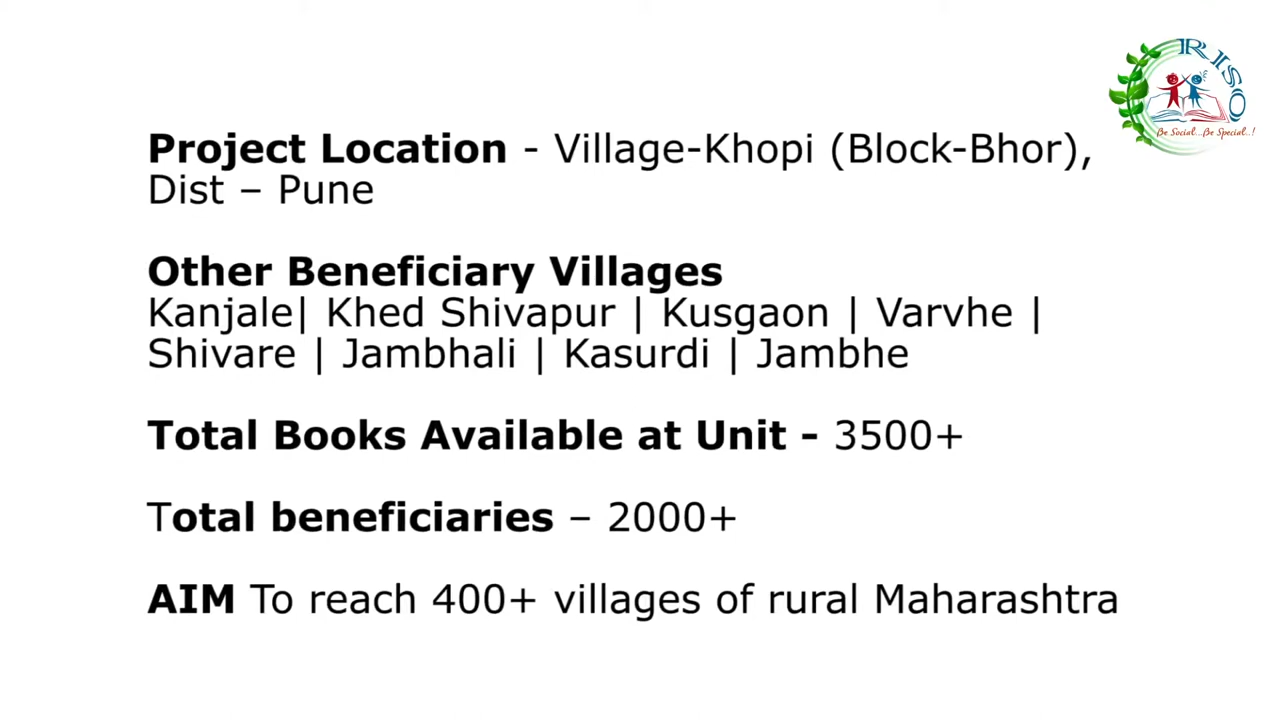 RISO
Be Social...Be Special..!
Project Location - Village-Khopi (Block-Bhor),
Dist – Pune
Other Beneficiary Villages
Kanjale| Khed Shivapur | Kusgaon | Varvhe |
Shivare | Jambhali | Kasurdi | Jambhe
Total Books Available at Unit - 3500+
Total beneficiaries – 2000+
AIM To reach 400+ villages of rural Maharashtra